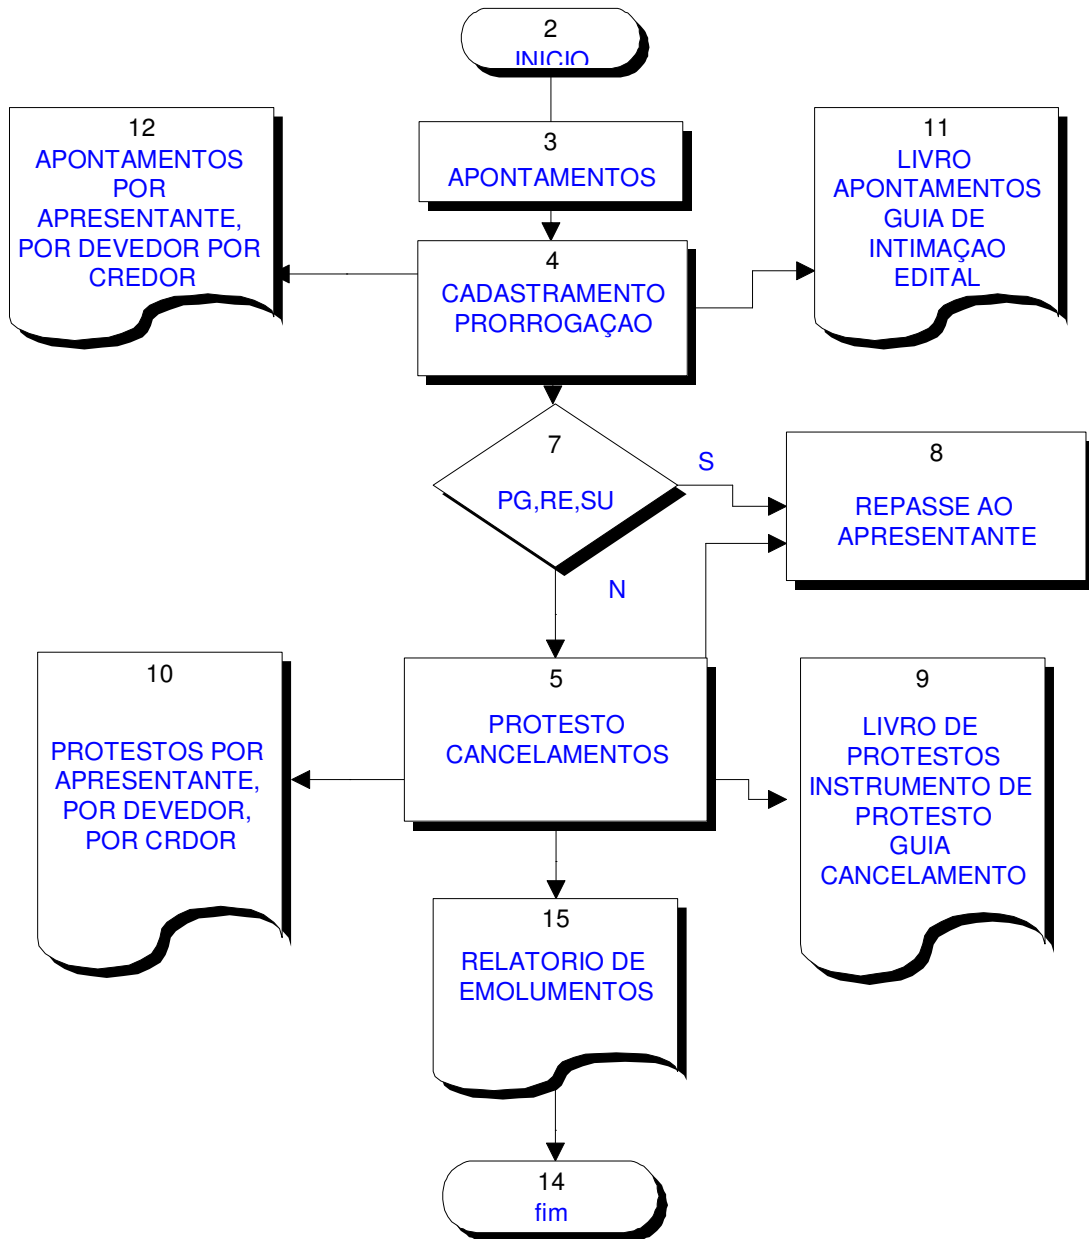 2
INICIO
3
APONTAMENTOS
12
APONTAMENTOS
POR
APRESENTANTE,
POR DEVEDOR POR
CREDOR
11
LIVRO
APONTAMENTOS
GUIA DE
INTIMAÇAO
EDITAL
4
CADASTRAMENTO
PRORROGAÇAO
7
PG,RE,SU
S
N
8
REPASSE AO
APRESENTANTE
10
PROTESTOS POR
APRESENTANTE,
POR DEVEDOR,
POR CRDOR
5
PROTESTO
CANCELAMENTOS
9
LIVRO DE
PROTESTOS
INSTRUMENTO DE
PROTESTO
GUIA
CANCELAMENTO
15
RELATORIO DE
EMOLUMENTOS
14
fim